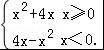 x²+4x x≥0
4x-x² x<0.